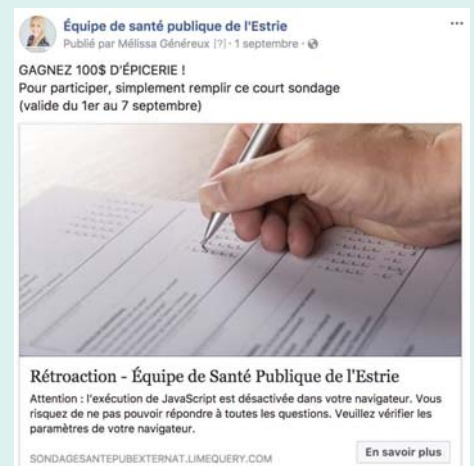 Équipe de santé publique de l'Estrie
Publié par Mélissa Généreux [?] · 1 septembre ·
GAGNEZ 100$ D'ÉPICERIE !
Pour participer, simplement remplir ce court sondage
(valide du 1er au 7 septembre)
Rétroaction - Équipe de Santé Publique de l'Estrie
Attention : l'exécution de JavaScript est désactivée dans votre navigateur. Vous
risquez de ne pas pouvoir répondre à toutes les questions. Veuillez vérifier les
paramètres de votre navigateur.
SONDAGESANTEPUBEXTERNAT.LIMEQUERY.COM
En savoir plus